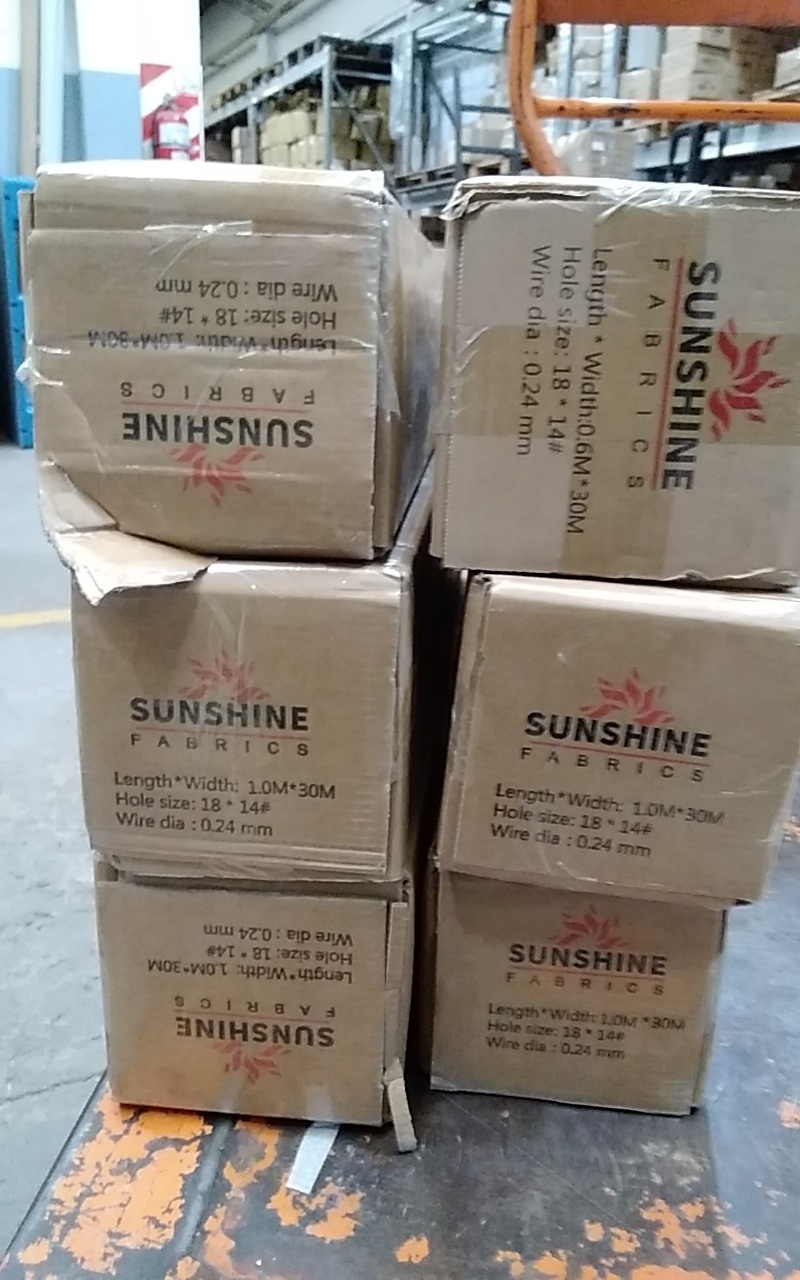 Wire dia : 0.24 mm
Hole size: 18 * 14#
Length*Width: 1.0M*30M
FABRICS
SUNSHINE
SUNSHINE
FABRICS
Length * Width:0.6M*30M
Hole size: 18 * 14#
Wire dia : 0.24 mm
SUNSHINE
FABRICS
Length*Width: 1.0M*30M
Hole size: 18 * 14#
Wire dia : 0.24 mm
SUNSHINE
FABRICS
Length*Width: 1.0M*30M
Hole size: 18 * 14#
Wire dia : 0.24 mm
Wire dia : 0.24 mm
Hole size: 18 * 14#
Length*Width: 1.0M*30M
FABRICS
SUNSHINE
SUNSHINE
FABRICS
Length*Width:1.0M *30M
Hole size: 18 * 14#
Wire dia : 0.24 mm